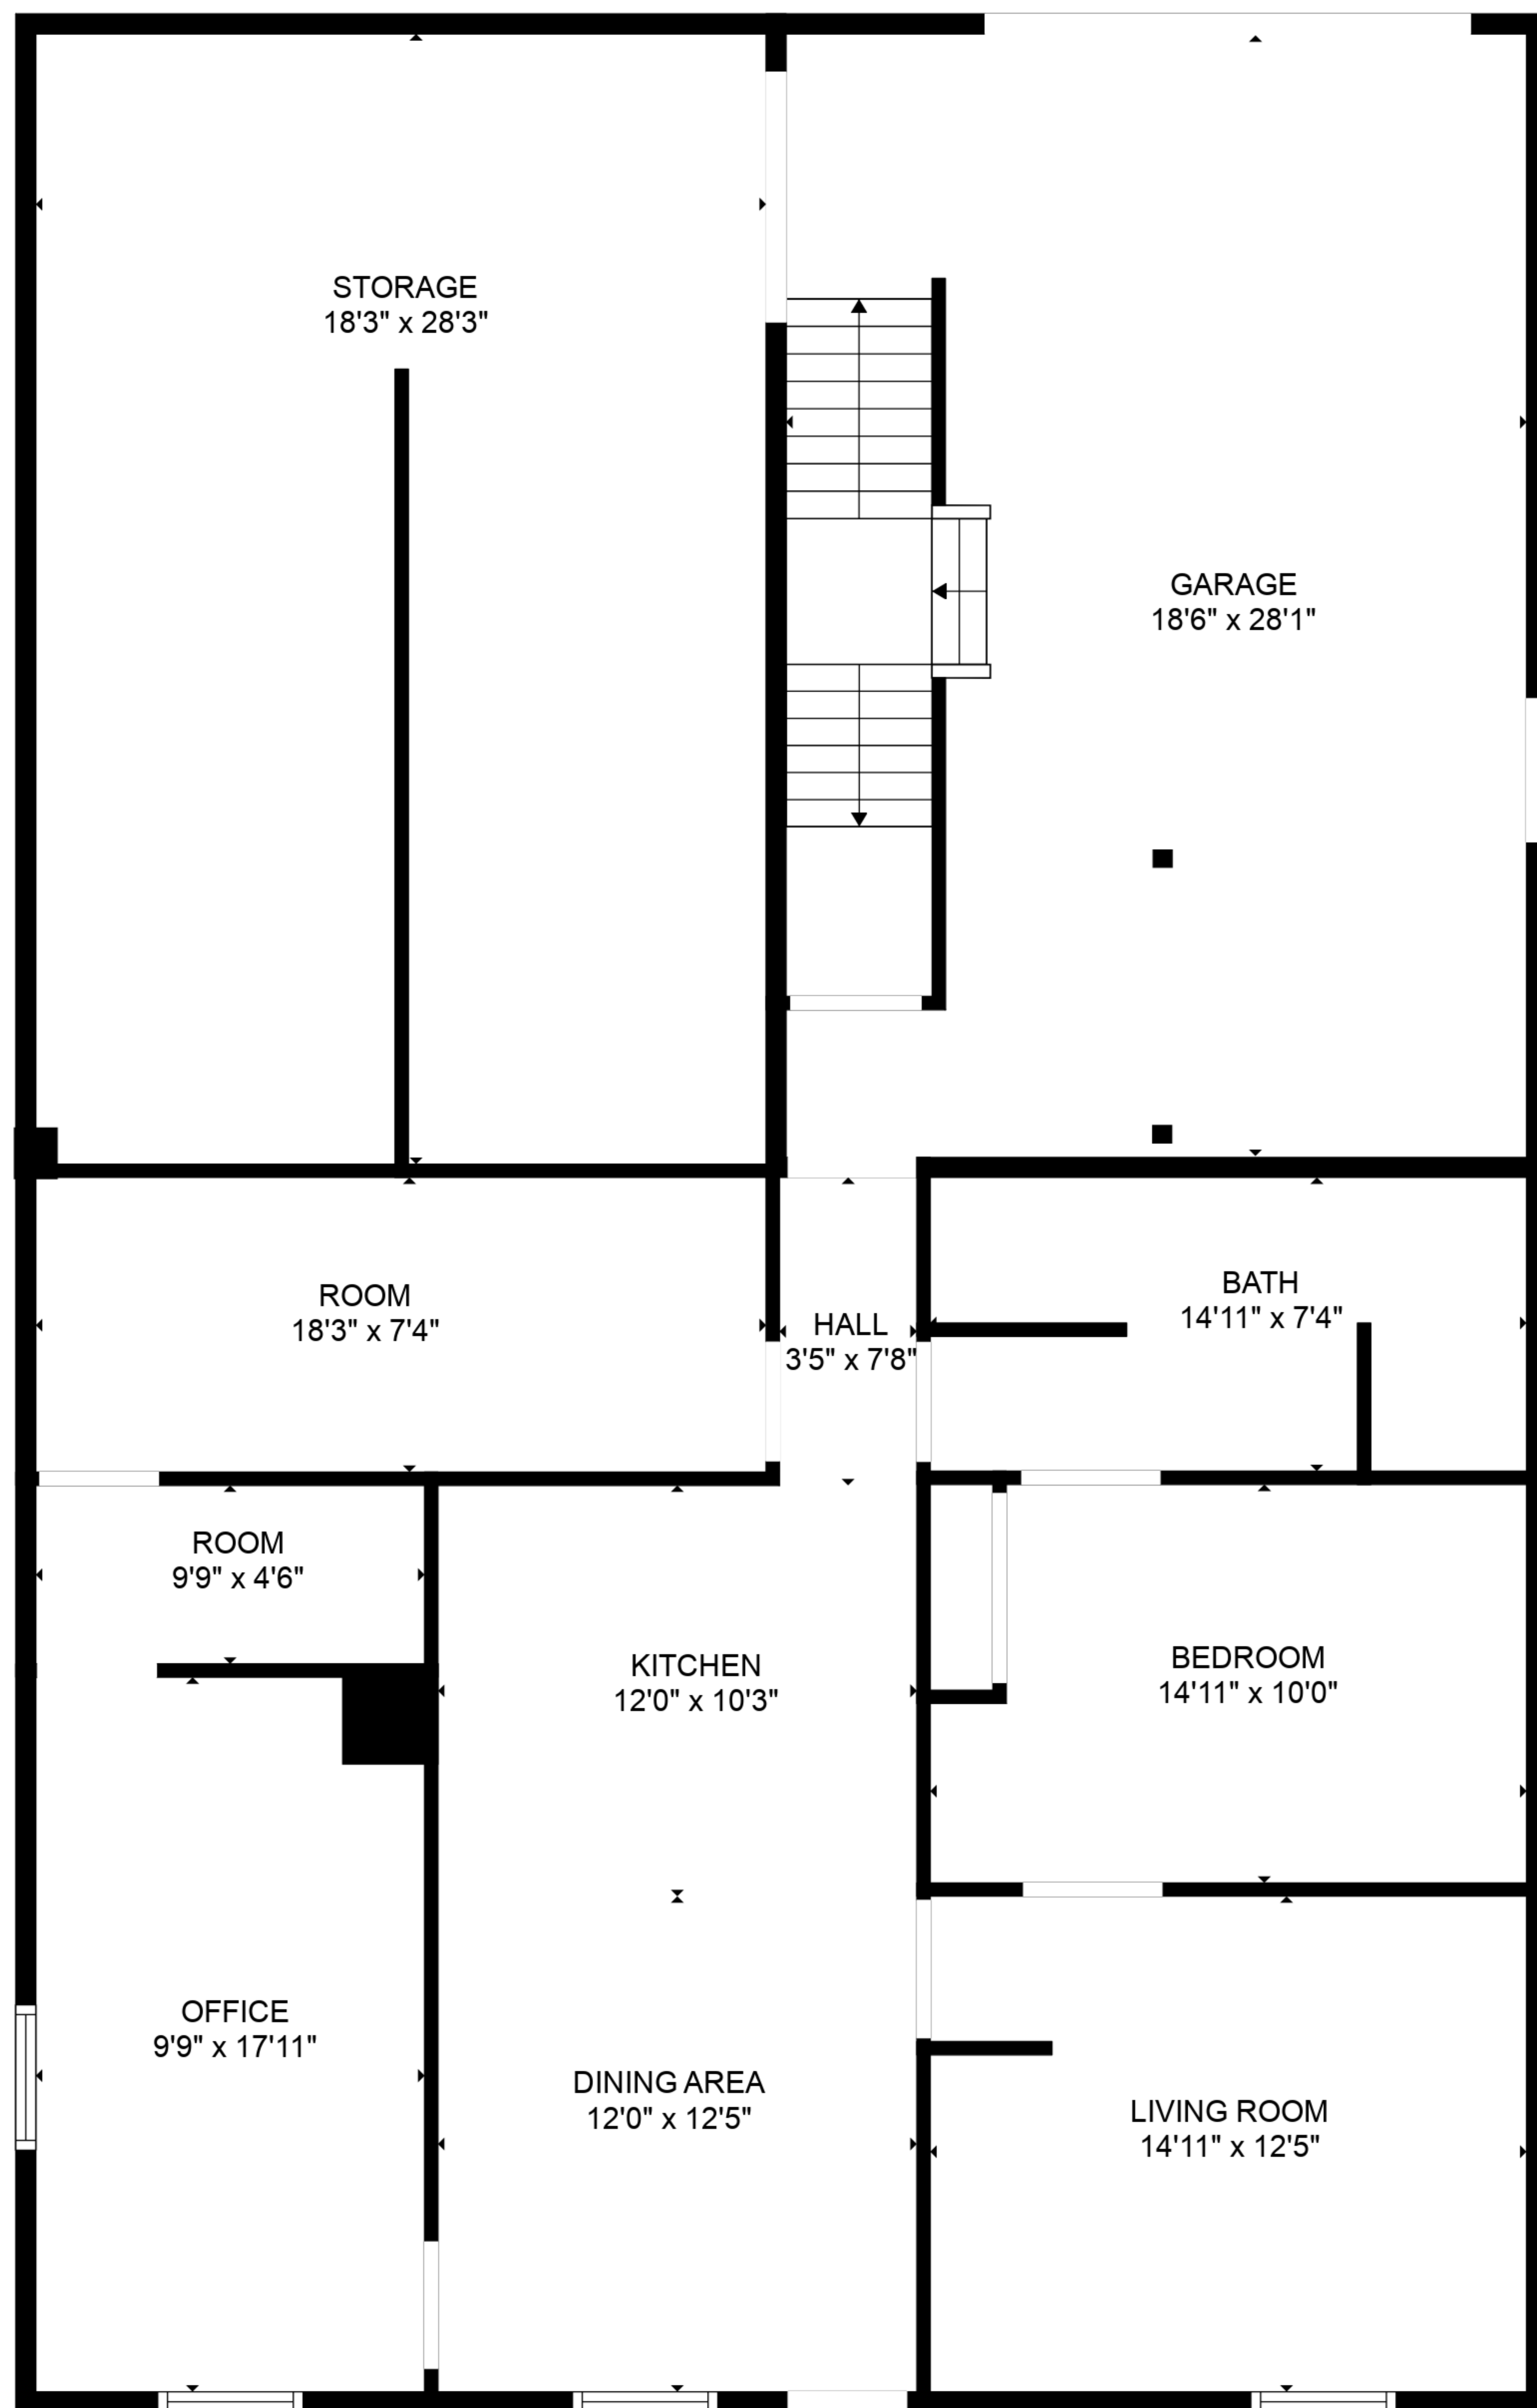 STORAGE
18'3" x 28'3"
GARAGE
18'6" x 28'1"
ROOM
18'3" x 7'4"
HALL
3'5" x 7'8"
BATH
14'11" x 7'4"
ROOM
9'9" x 4'6"
KITCHEN
12'0" x 10'3"
BEDROOM
14'11" x 10'0"
OFFICE
9'9" x 17'11"
DINING AREA
12'0" x 12'5"
LIVING ROOM
14'11" x 12'5"